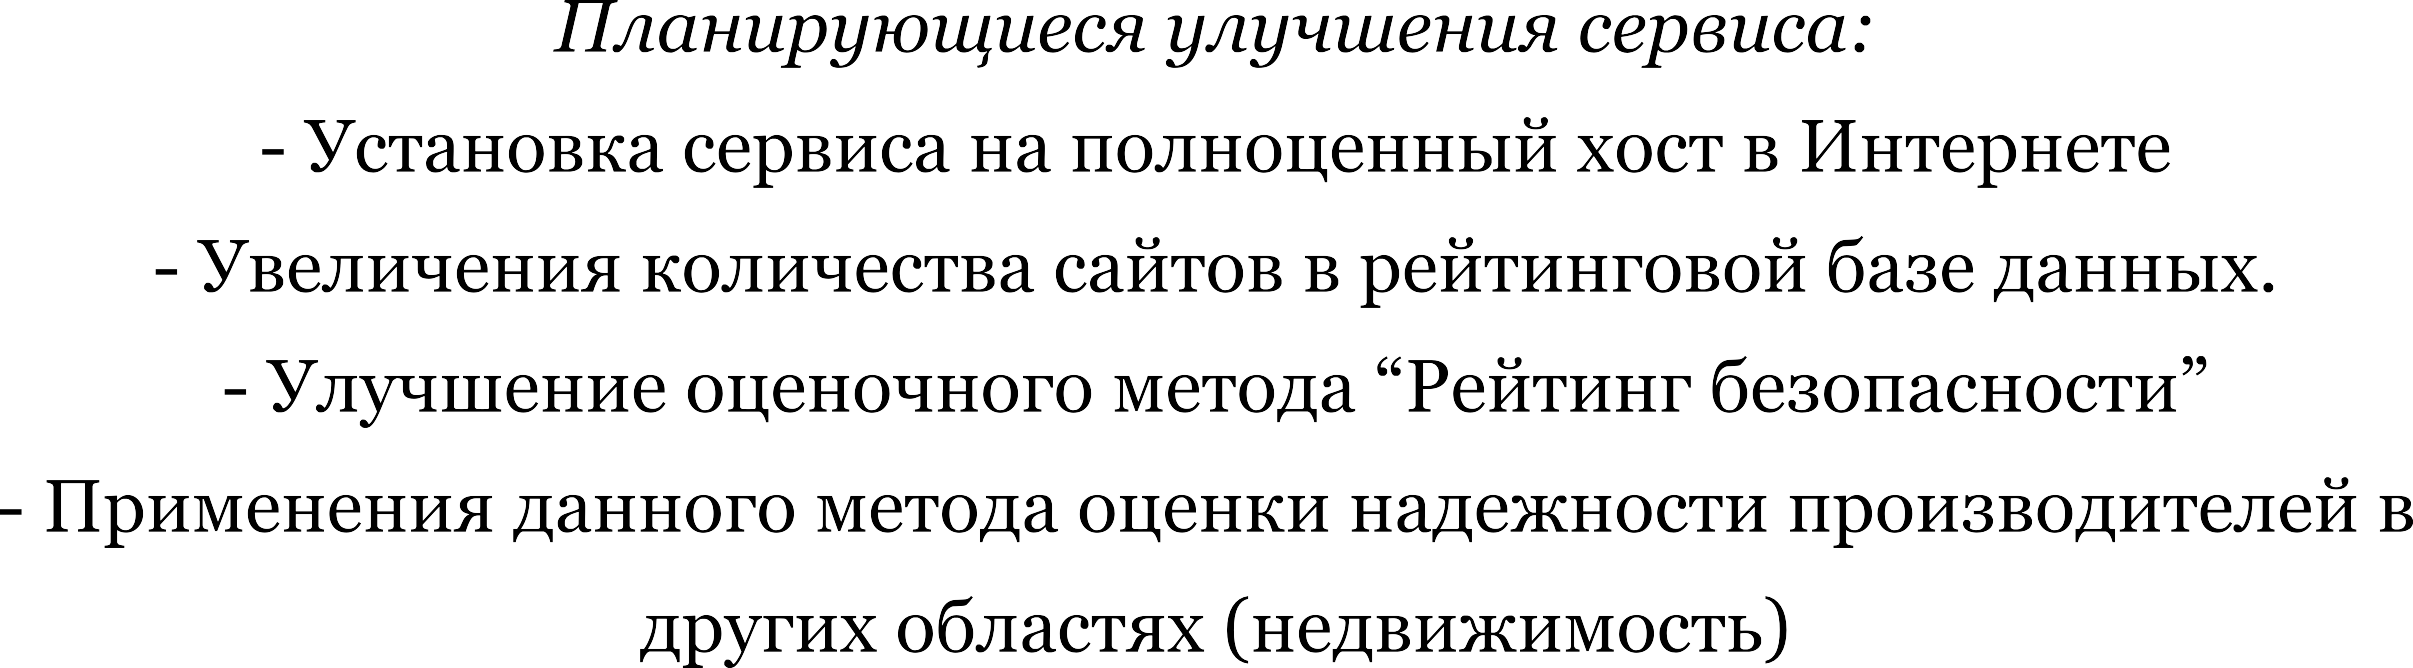 Планирующиеся улучшения сервиса:
- Установка сервиса на полноценный хост в Интернете
- Увеличения количества сайтов в рейтинговой базе данных.
- Улучшение оценочного метода “Рейтинг безопасности”
- Применения данного метода оценки надежности производителей в
других областях (недвижимость)